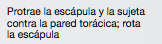 Protrae la escápula y la sujeta
contra la pared torácica; rota
la escápula